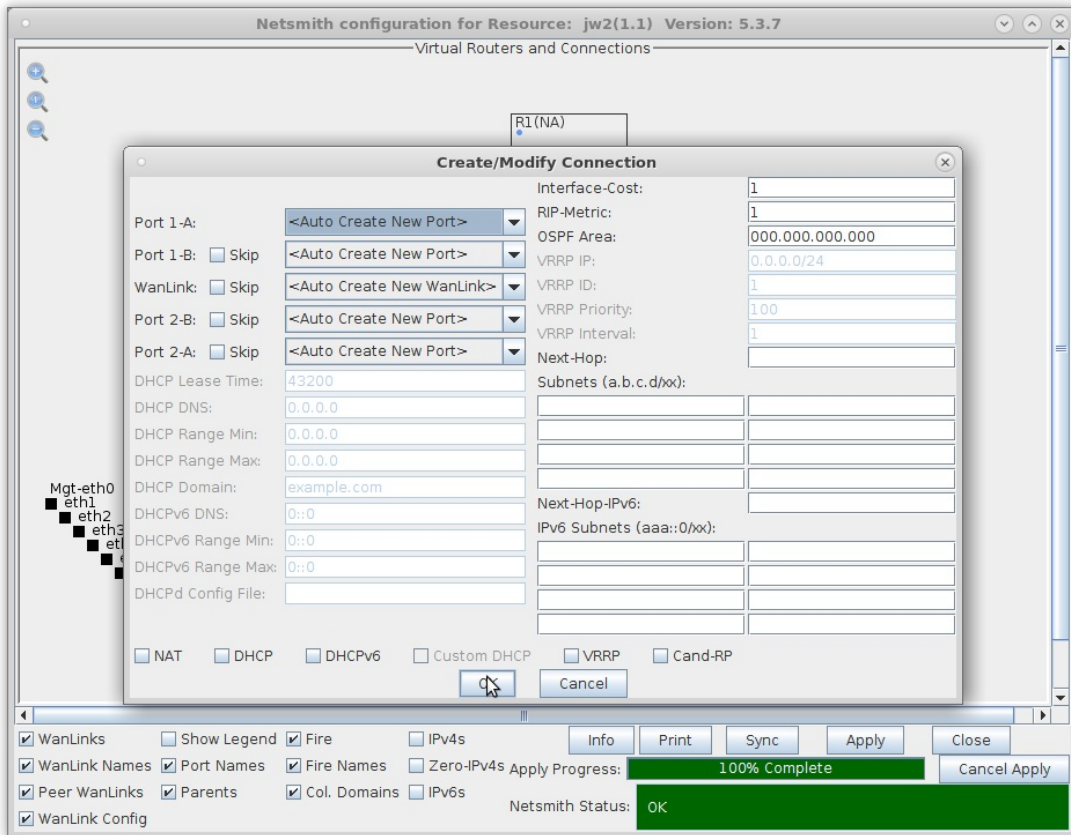 Netsmith configuration for Resource: jw2(1.1) Version: 5.3.7
Virtual Routers and Connections
R1(NA)
Create/Modify Connection
Port 1-A: <Auto Create New Port>
Port 1-B: Skip <Auto Create New Port>
WanLink: Skip <Auto Create New WanLink>
Port 2-B: Skip <Auto Create New Port>
Port 2-A: Skip <Auto Create New Port>
DHCP Lease Time: 43200
DHCP DNS: 0.0.0.0
DHCP Range Min: 0.0.0.0
DHCP Range Max: 0.0.0.0
DHCP Domain: example.com
DHCPv6 DNS: 0::0
DHCPv6 Range Min: 0::0
DHCPv6 Range Max: 0::0
DHCPd Config File:
Interface-Cost: 1
RIP-Metric: 1
OSPF Area: 000.000.000.000
VRRP IP: 0.0.0.0/24
VRRP ID: 1
VRRP Priority: 100
VRRP Interval: 1
Next-Hop:
Subnets (a.b.c.d/xx):
Next-Hop-IPv6:
IPv6 Subnets (aaa::0/xx):
NAT DHCP DHCPv6 Custom DHCP VRRP Cand-RP
Cancel
Mgt-eth0
eth1
eth2
WanLinks Show Legend Fire IPv4s Info Print Sync Apply Close
WanLink Names Port Names Fire Names Zero-IPv4s Apply Progress: 100% Complete Cancel Apply
Peer WanLinks Parents Col. Domains IPv6s Netsmith Status: OK
WanLink Config